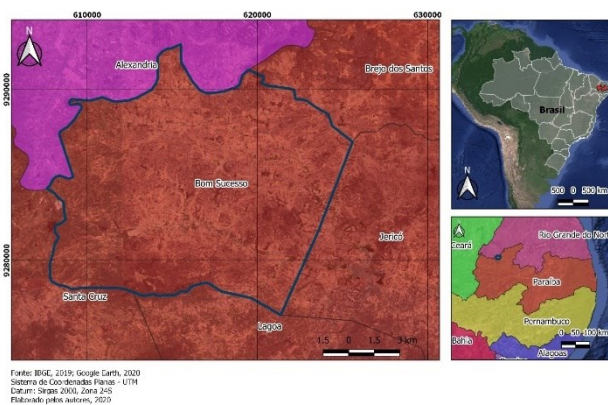 610000
620000
630000
N
Alexandria
Brejo dos Santos
9290000
Bom Sucesso
Jericó
9280000
Santa Cruz
Lagoa
1.5 0 1.5 3 km
Brasil
N
500 0 500 km
Ceará
Rio Grande do Nort
Paraíba
Pernambuco
Bahia
Alagoas
50 0 50 100 km
Fonte: IBGE, 2019; Google Earth, 2020
Sistema de Coordenadas Planas - UTM
Datum: Sirgas 2000, Zona 24S
Elaborado pelos autores, 2020